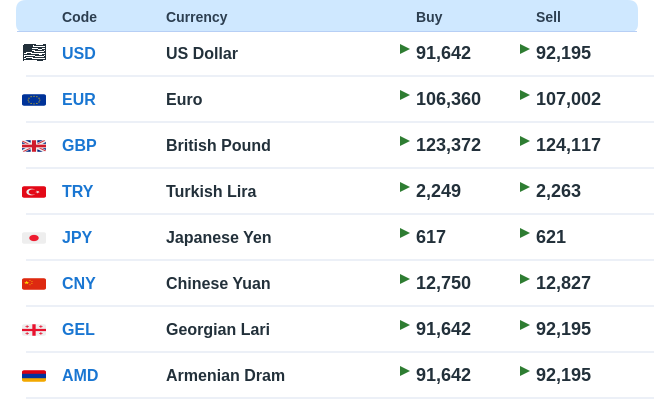 Code Currency Buy Sell
USD US Dollar 91,642 92,195
EUR Euro 106,360 107,002
GBP British Pound 123,372 124,117
TRY Turkish Lira 2,249 2,263
JPY Japanese Yen 617 621
CNY Chinese Yuan 12,750 12,827
GEL Georgian Lari 91,642 92,195
AMD Armenian Dram 91,642 92,195